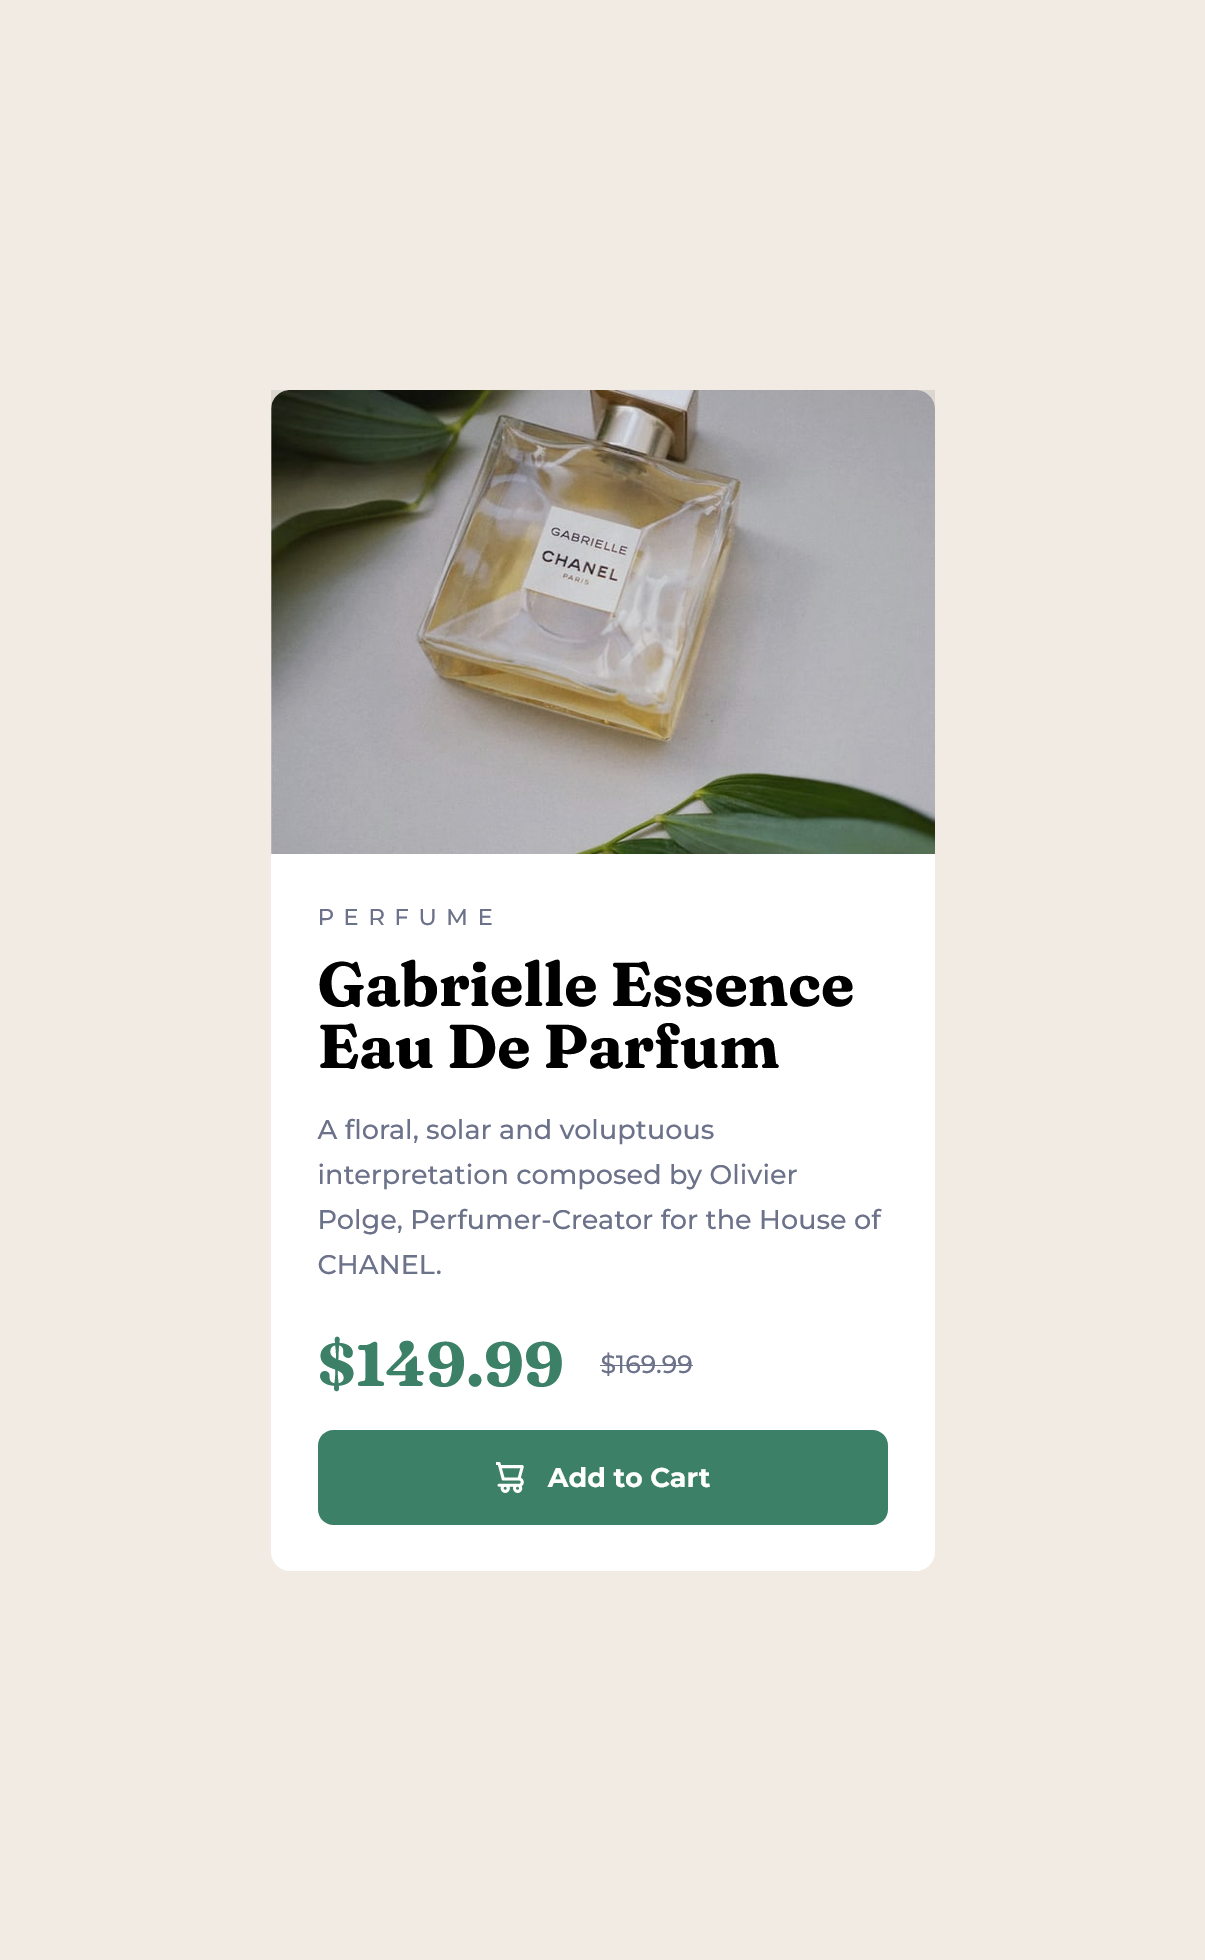 GABRIELLE
CHANEL
PARIS
PERFUME
Gabrielle Essence
Eau De Parfum
A floral, solar and voluptuous
interpretation composed by Olivier
Polge, Perfumer-Creator for the House of
CHANEL.
$149.99 $169.99
Add to Cart